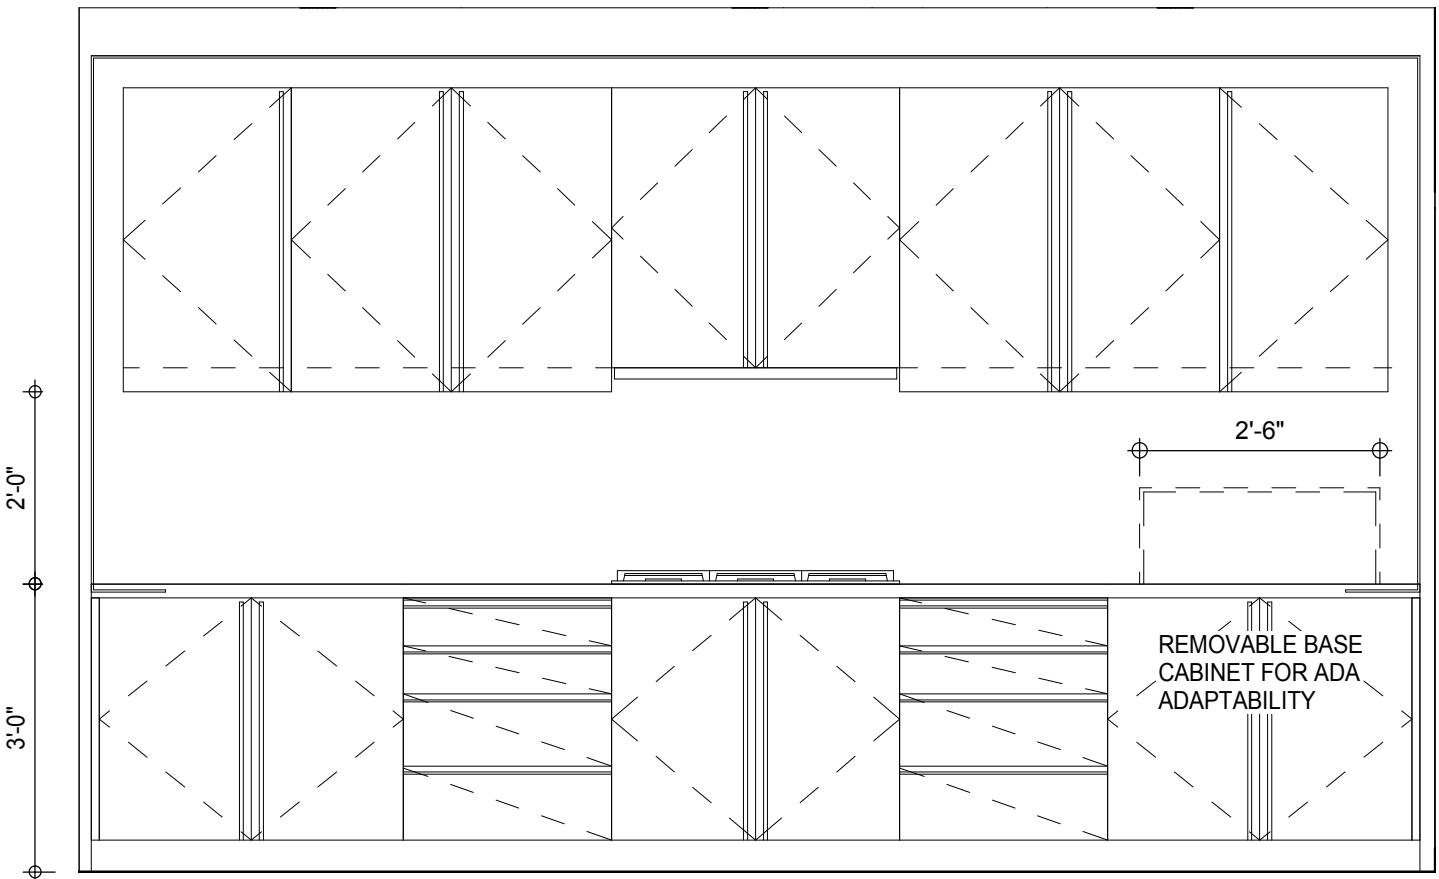 2'-6"
2'-0"
REMOVABLE BASE
CABINET FOR ADA
ADAPTABILITY
3'-0"